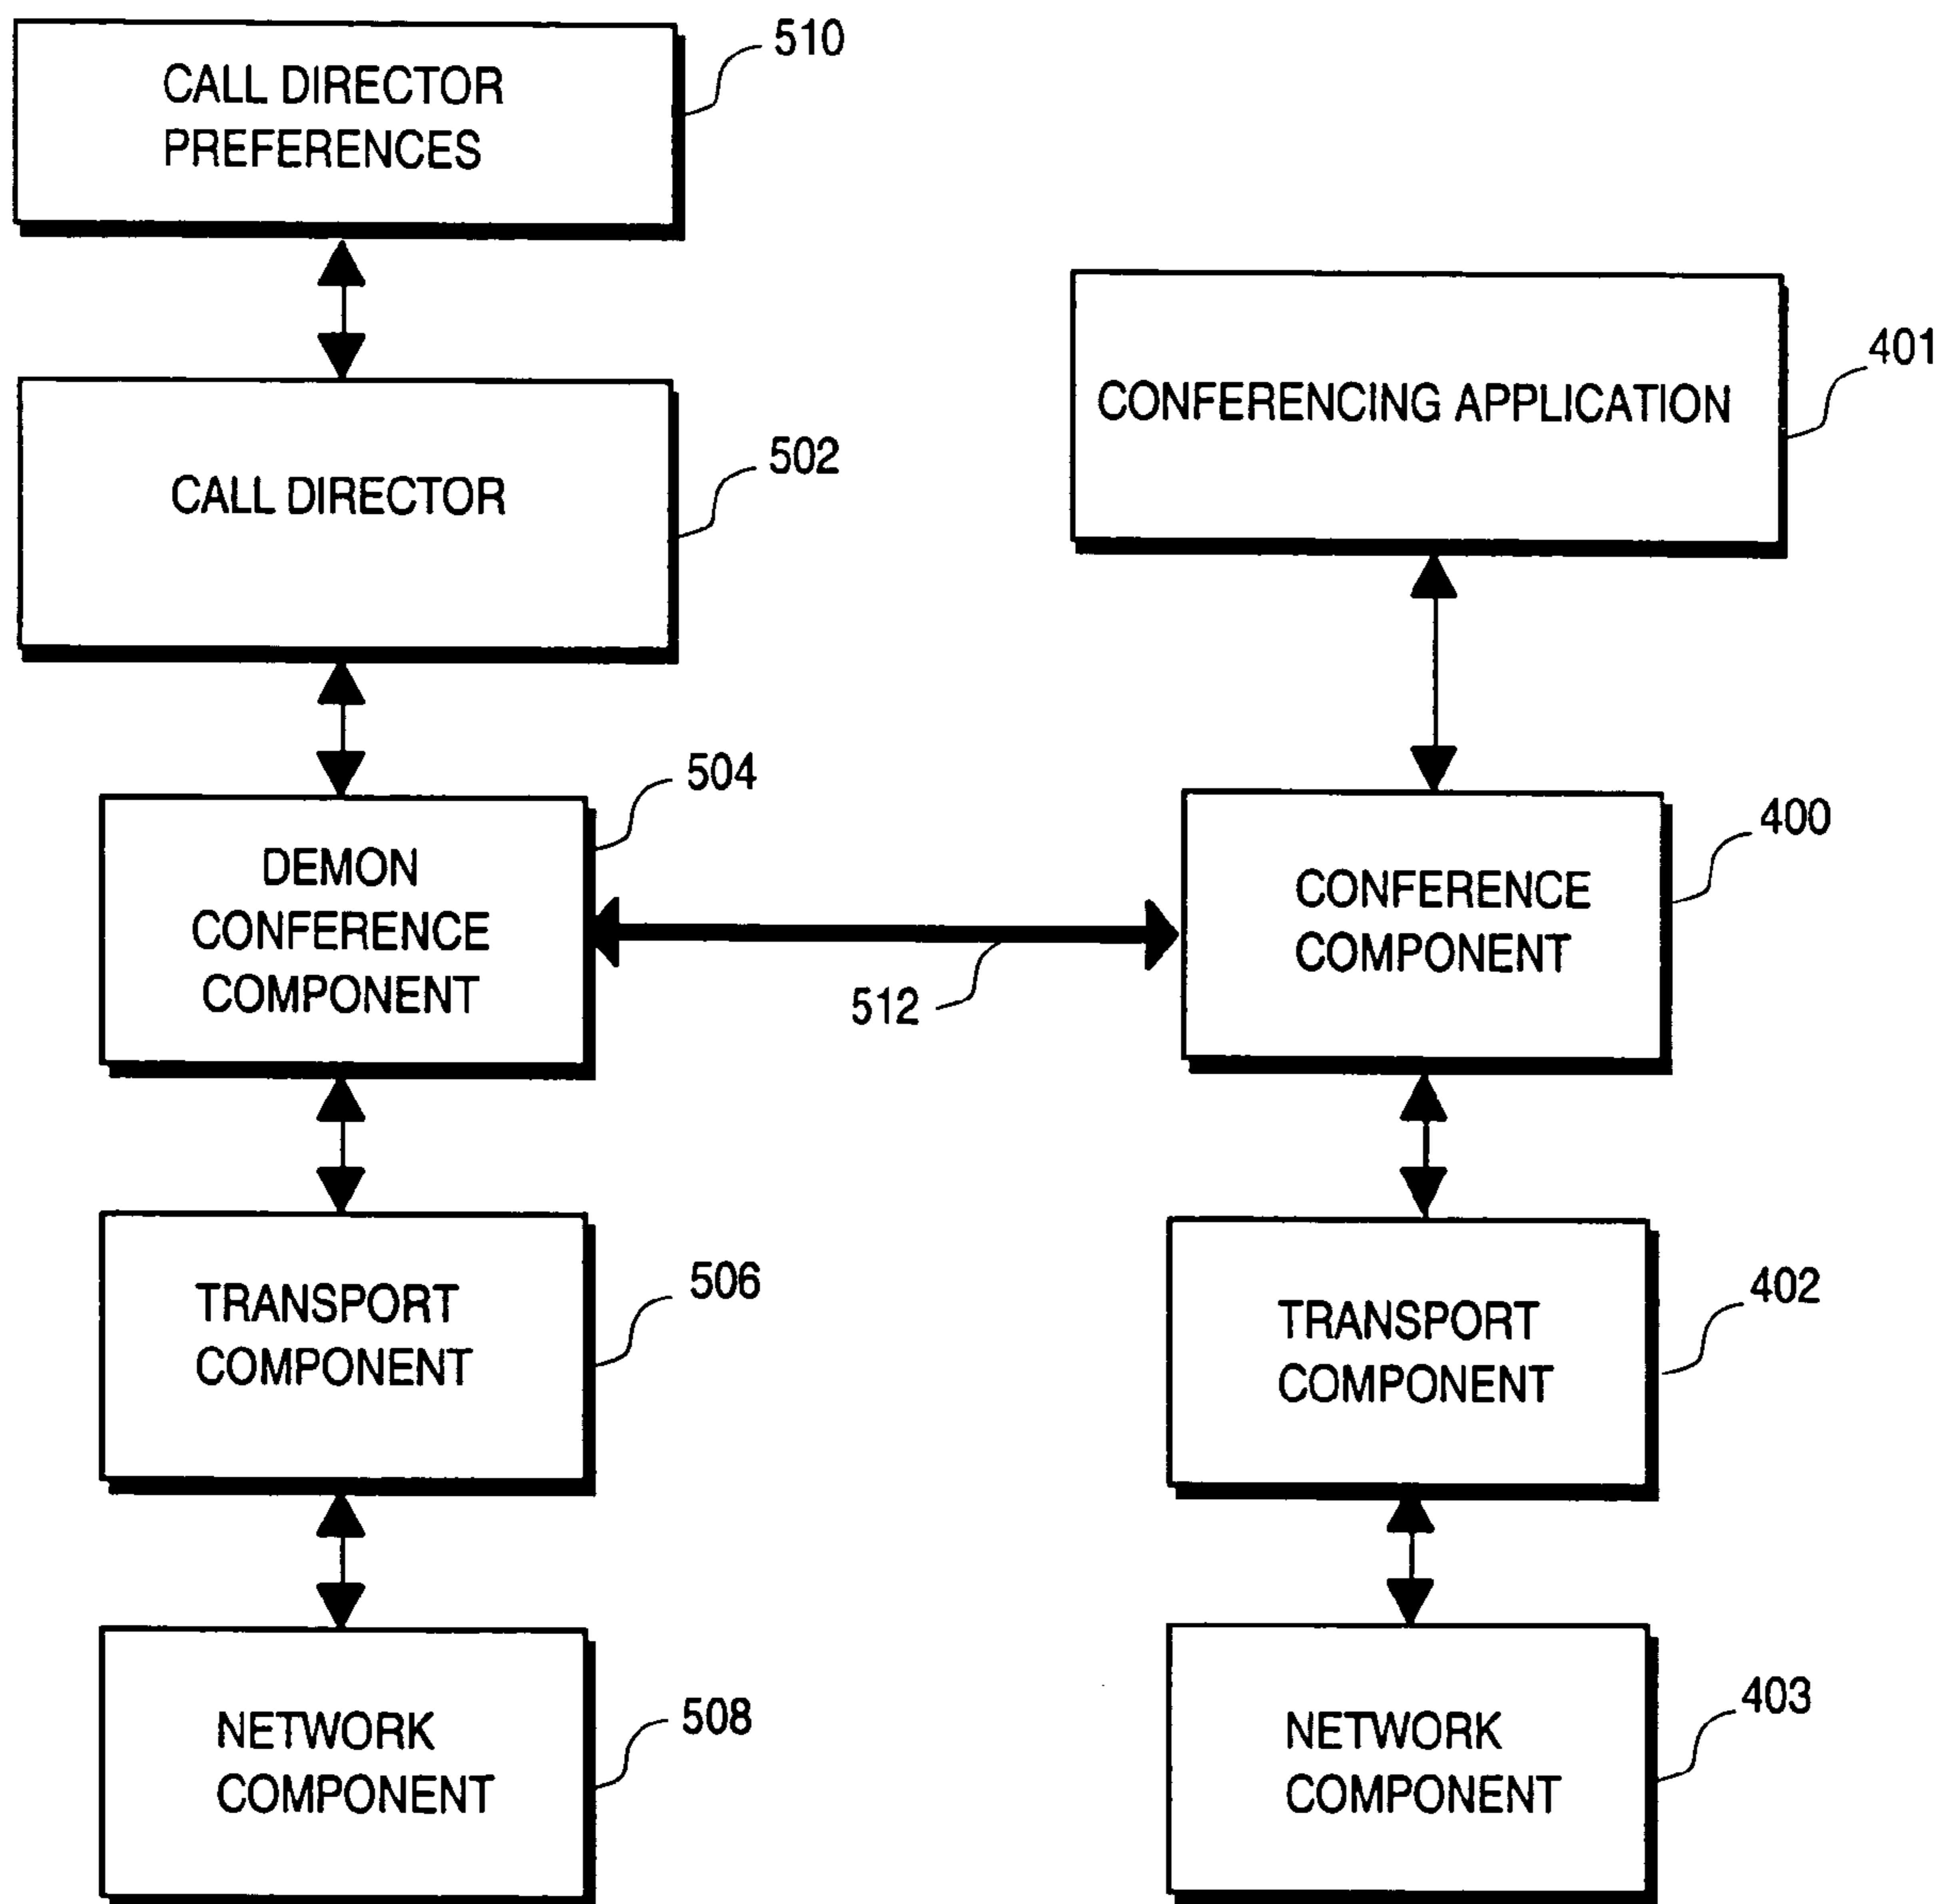 510
CALL DIRECTOR
PREFERENCES
401
CONFERENCING APPLICATION
502
CALL DIRECTOR
504
DEMON
CONFERENCE
COMPONENT
400
CONFERENCE
COMPONENT
512
506
TRANSPORT
COMPONENT
402
TRANSPORT
COMPONENT
508
NETWORK
COMPONENT
403
NETWORK
COMPONENT